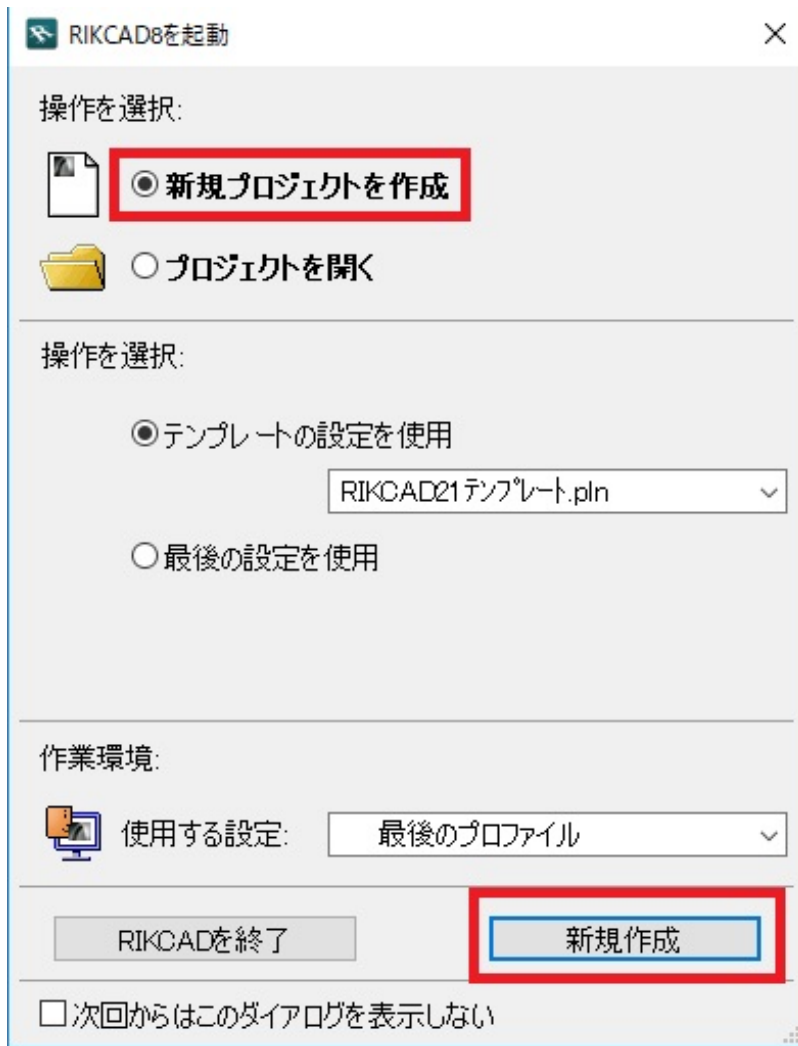 RIKCAD8を起動
操作を選択:
新規プロジェクトを作成
プロジェクトを開く
操作を選択:
テンプレートの設定を使用
RIKCAD21テンプレート.pln
最後の設定を使用
作業環境:
使用する設定: 最後のプロファイル
RIKCADを終了 新規作成
次回からはこのダイアログを表示しない